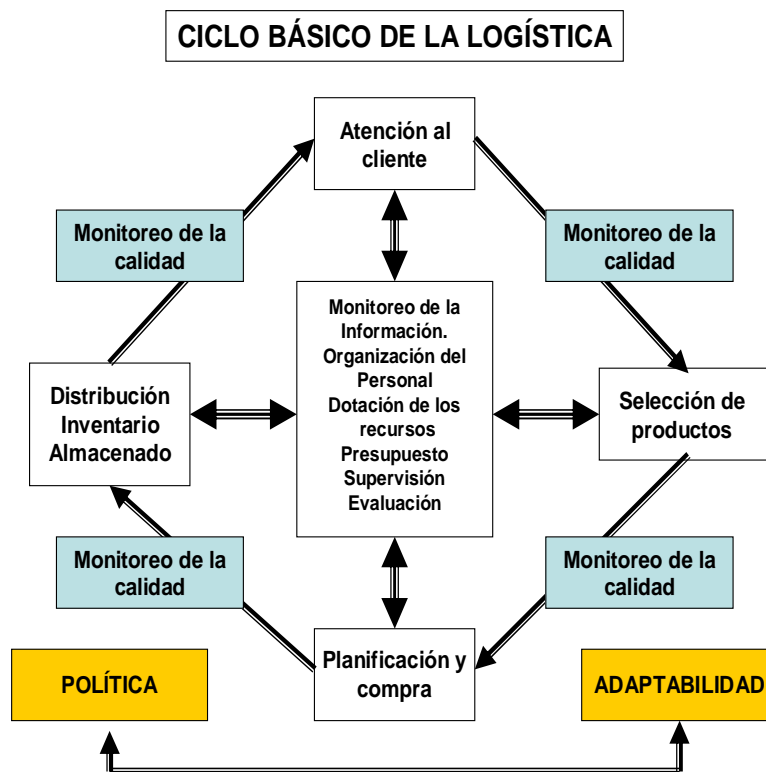 CICLO BÁSICO DE LA LOGÍSTICA
Atención al
cliente
Monitoreo de la
calidad
Monitoreo de la
calidad
Monitoreo de la
Información.
Organización del
Personal
Dotación de los
recursos
Presupuesto
Supervisión
Evaluación
Distribución
Inventario
Almacenado
Selección de
productos
Monitoreo de la
calidad
Monitoreo de la
calidad
Planificación y
compra
POLÍTICA
ADAPTABILIDAD